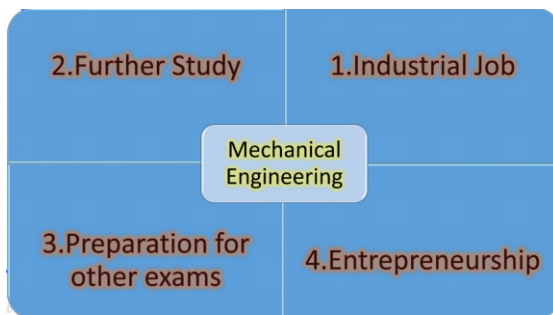 2.Further Study
1.Industrial Job
Mechanical
Engineering
3.Preparation for
other exams
4.Entrepreneurship